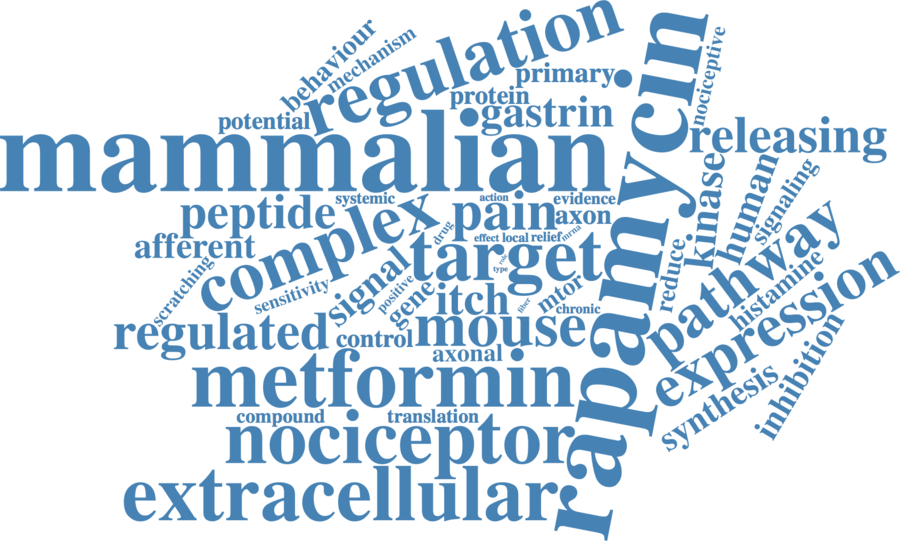 behaviour
mechanism
regulation
primary
protein
gastrin
potential
rapamycin
nociceptive
releasing
mammalian
systemic
action
evidence
peptide
complex
pain
axon
afferent
drug
effect
local
relief
mrna
kinase
human
signaling
target
role
type
scratching
sensitivity
signal
positive
gene
itch
fiber
mtor
chronic
reduce
pathway
histamine
expression
regulated
control
mouse
axonal
metformin
inhibition
synthesis
compound
translation
nociceptor
extracellular